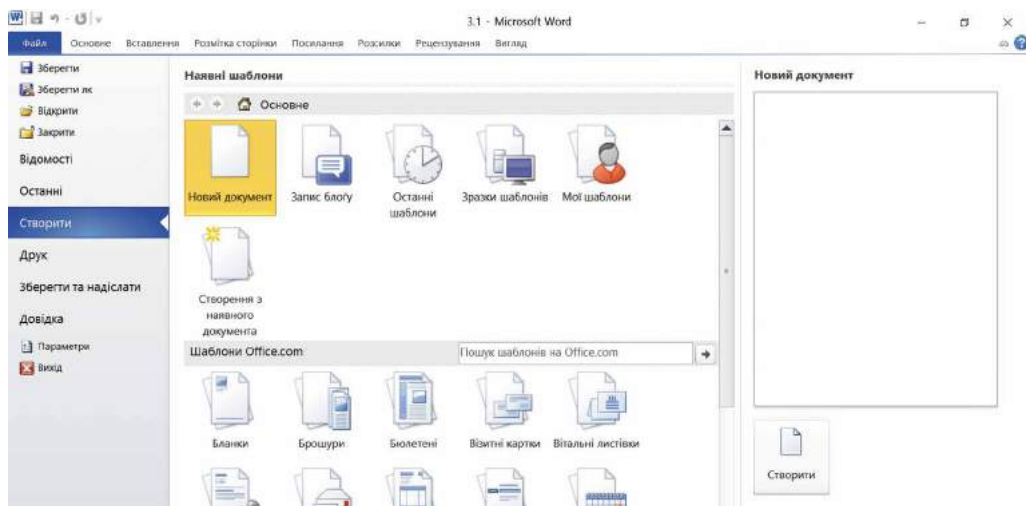 3.1 - Microsoft Word
Файл Основне Вставлення Розмітка сторінки Посилання Розсилки Рецензування Вигляд
Зберегти
Зберегти як
Відкрити
Закрити
Відомості
Останні
Створити
Друк
Зберегти та надіслати
Довідка
Параметри
Вихід
Наявні шаблони
Основне
Новий документ
Запис блогу
Останні
шаблони
Зразки шаблонів
Мої шаблони
Створення з
наявного
документа
Шаблони Office.com
Пошук шаблонів на Office.com
Бланки
Брошури
Бюлетені
Візитні картки
Вітальні листівки
Новий документ
Створити